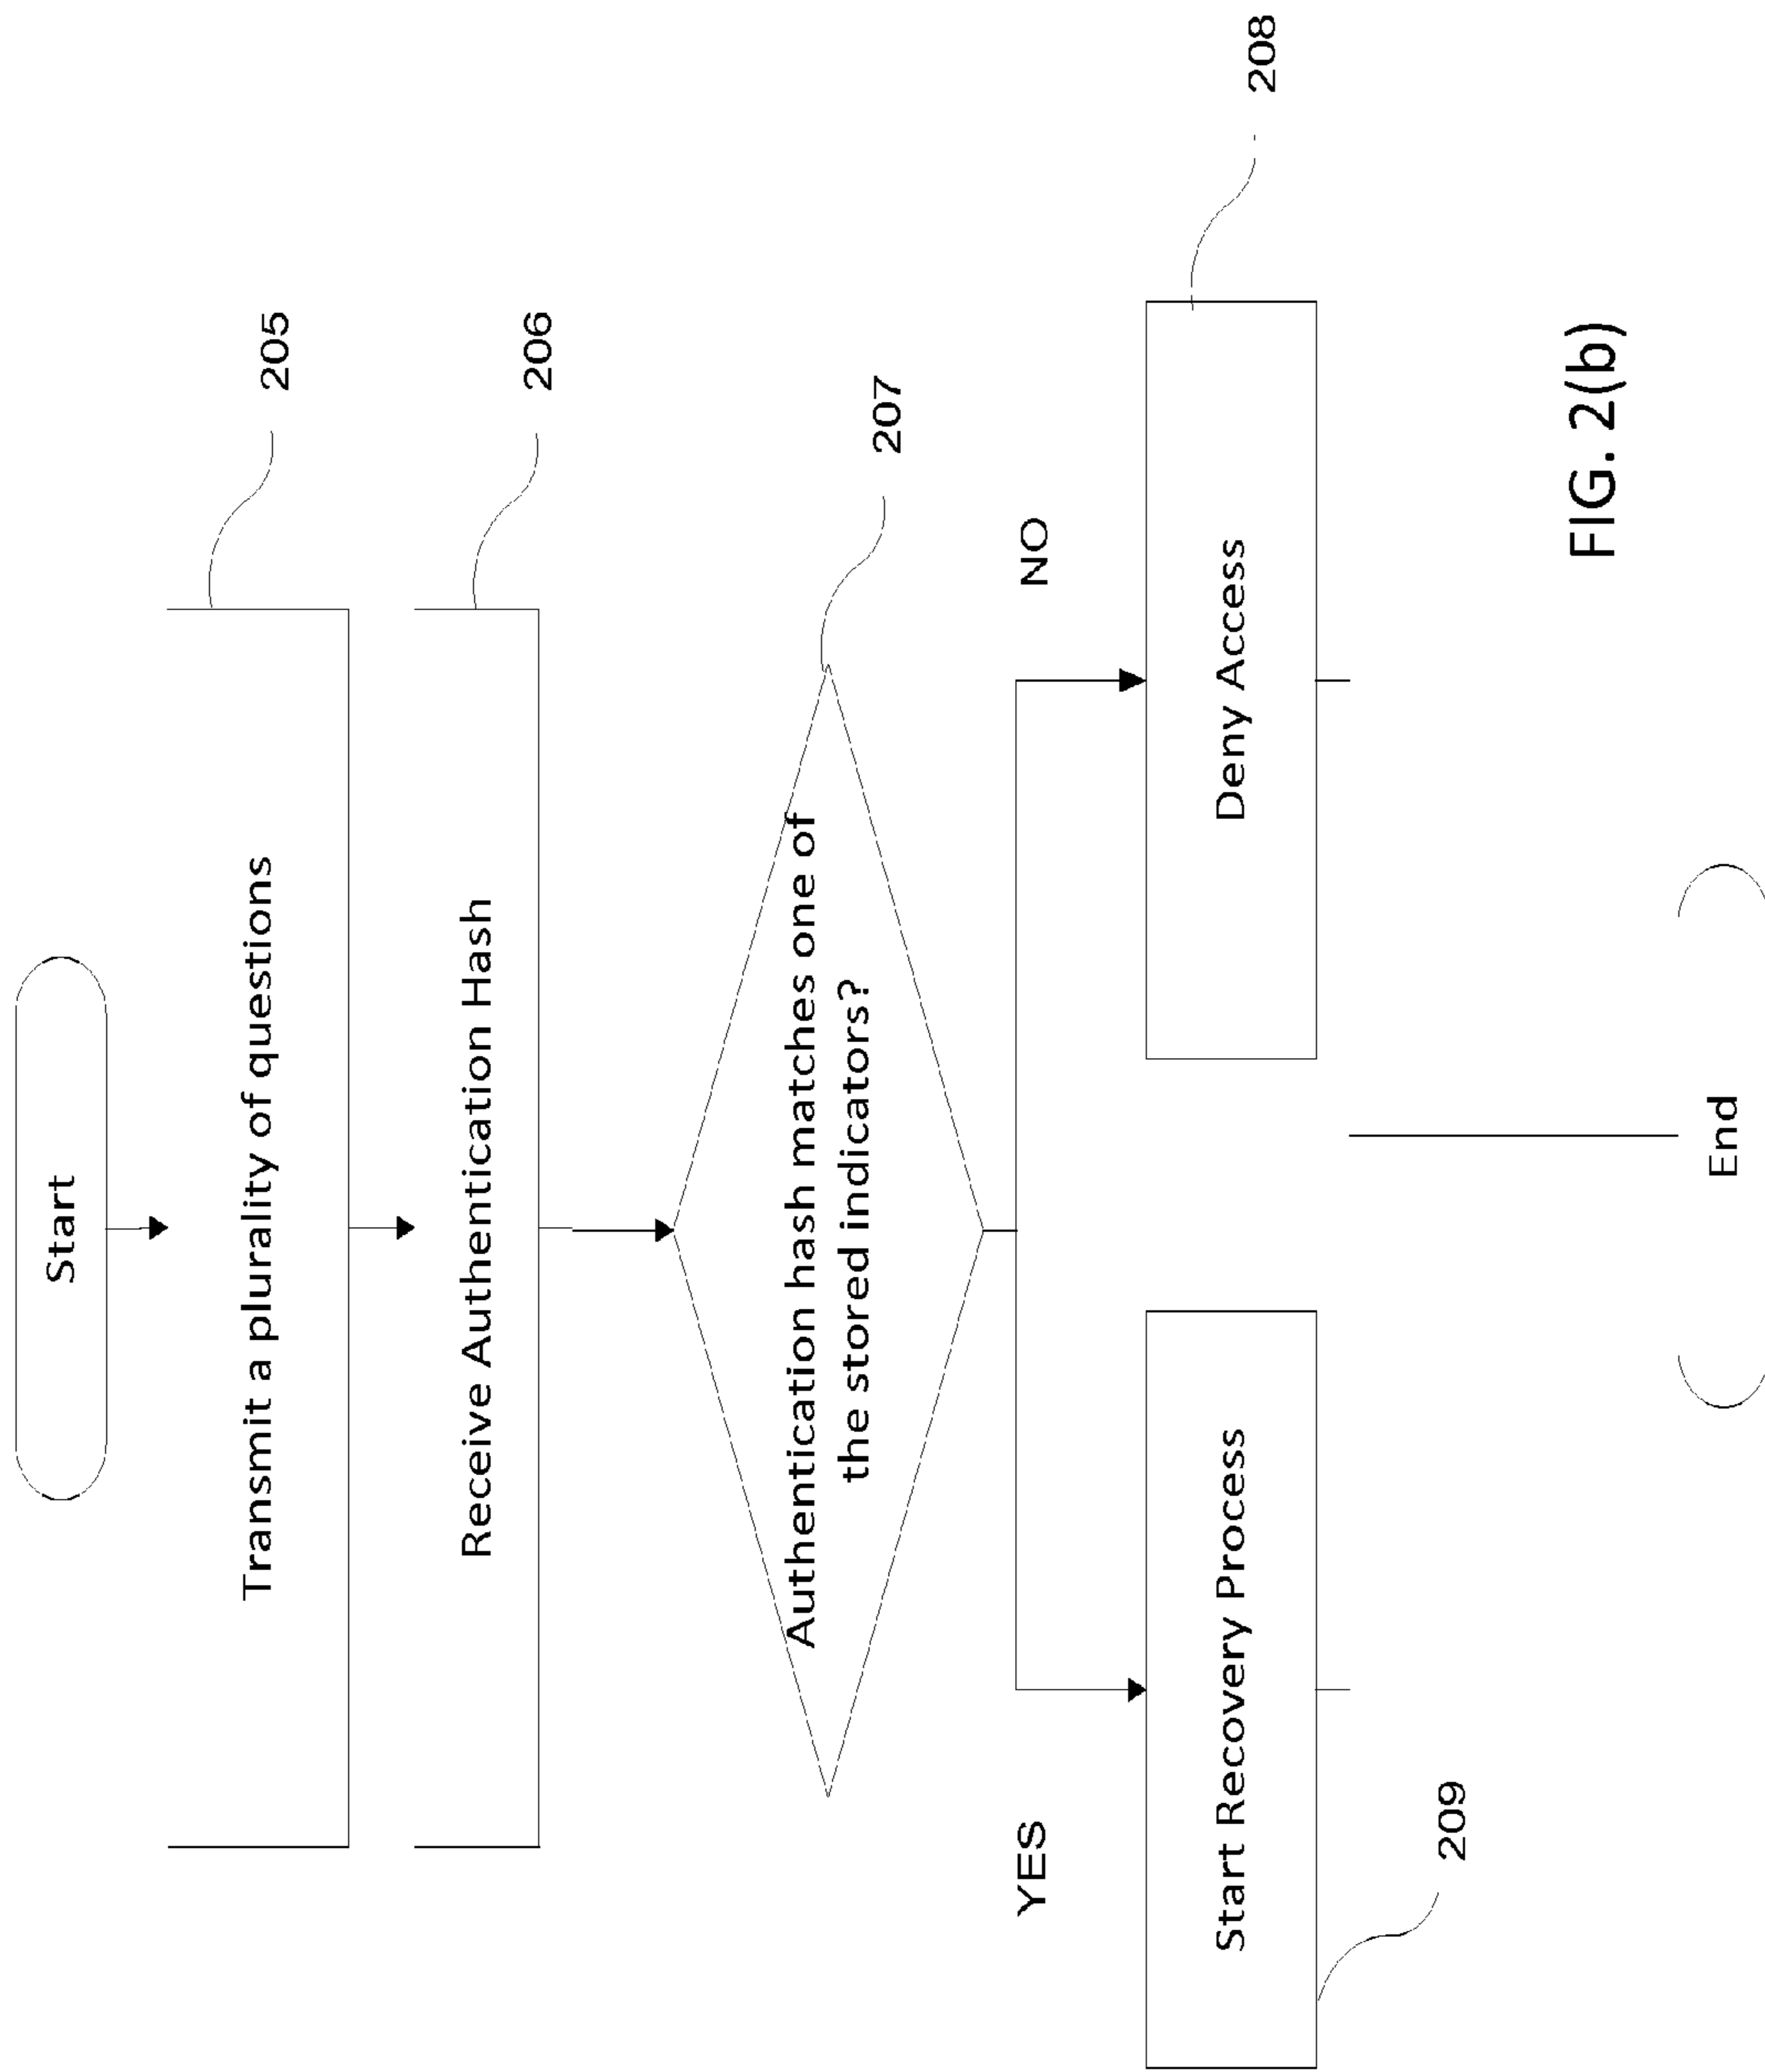 Start
Transmit a plurality of questions
205
Receive Authentication Hash
206
Authentication hash matches one of
the stored indicators?
207
YES
NO
Start Recovery Process
Deny Access
208
209
End
FIG. 2(b)